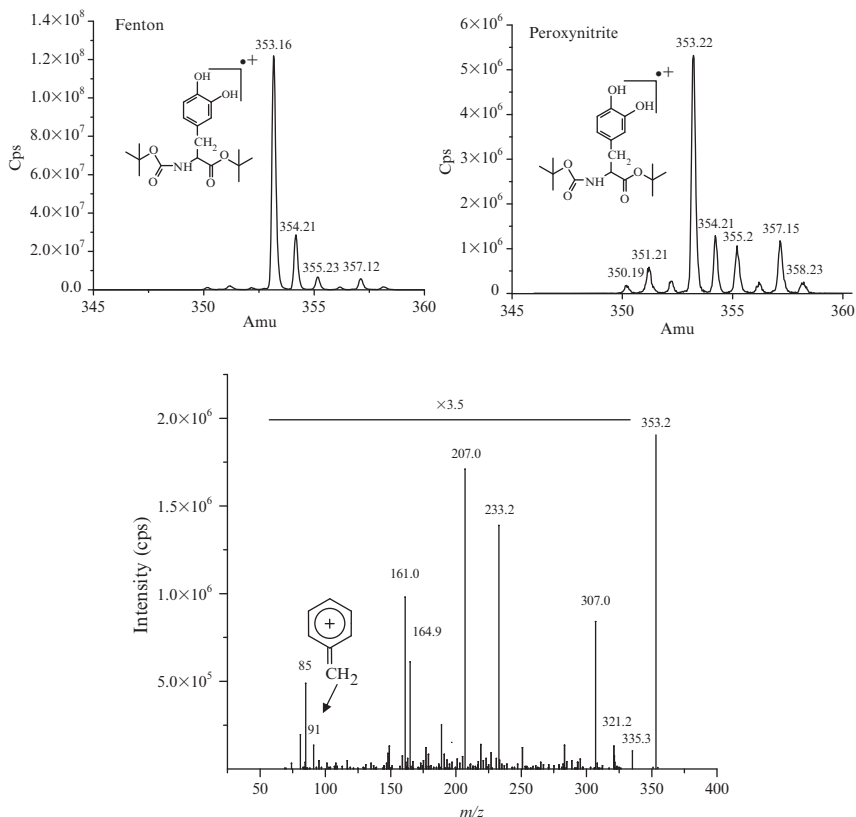 Fenton
353.16
354.21
355.23
357.12
OH
OH
•+
CH₂
O
NH
O
O
O
1.4×10⁸
1.2×10⁸
1.0×10⁸
8.0×10⁷
6.0×10⁷
4.0×10⁷
2.0×10⁷
0.0
Cps
345 350 355 360
Amu
Peroxynitrite
353.22
354.21
355.2
357.15
358.23
351.21
350.19
OH
OH
•+
CH₂
O
NH
O
O
O
6×10⁶
5×10⁶
4×10⁶
3×10⁶
2×10⁶
1×10⁶
0
Cps
345 350 355 360
Amu
×3.5
353.2
207.0
233.2
161.0
164.9
307.0
321.2
335.3
85
91
+
CH₂
2.0×10⁶
1.5×10⁶
1.0×10⁶
5.0×10⁵
Intensity (cps)
50 100 150 200 250 300 350 400
m/z